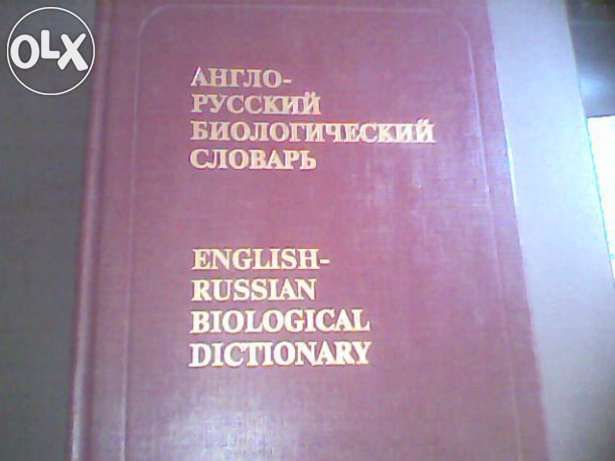 OLX
АНГЛО-
РУССКИЙ
БИОЛОГИЧЕСКИЙ
СЛОВАРЬ
ENGLISH-
RUSSIAN
BIOLOGICAL
DICTIONARY